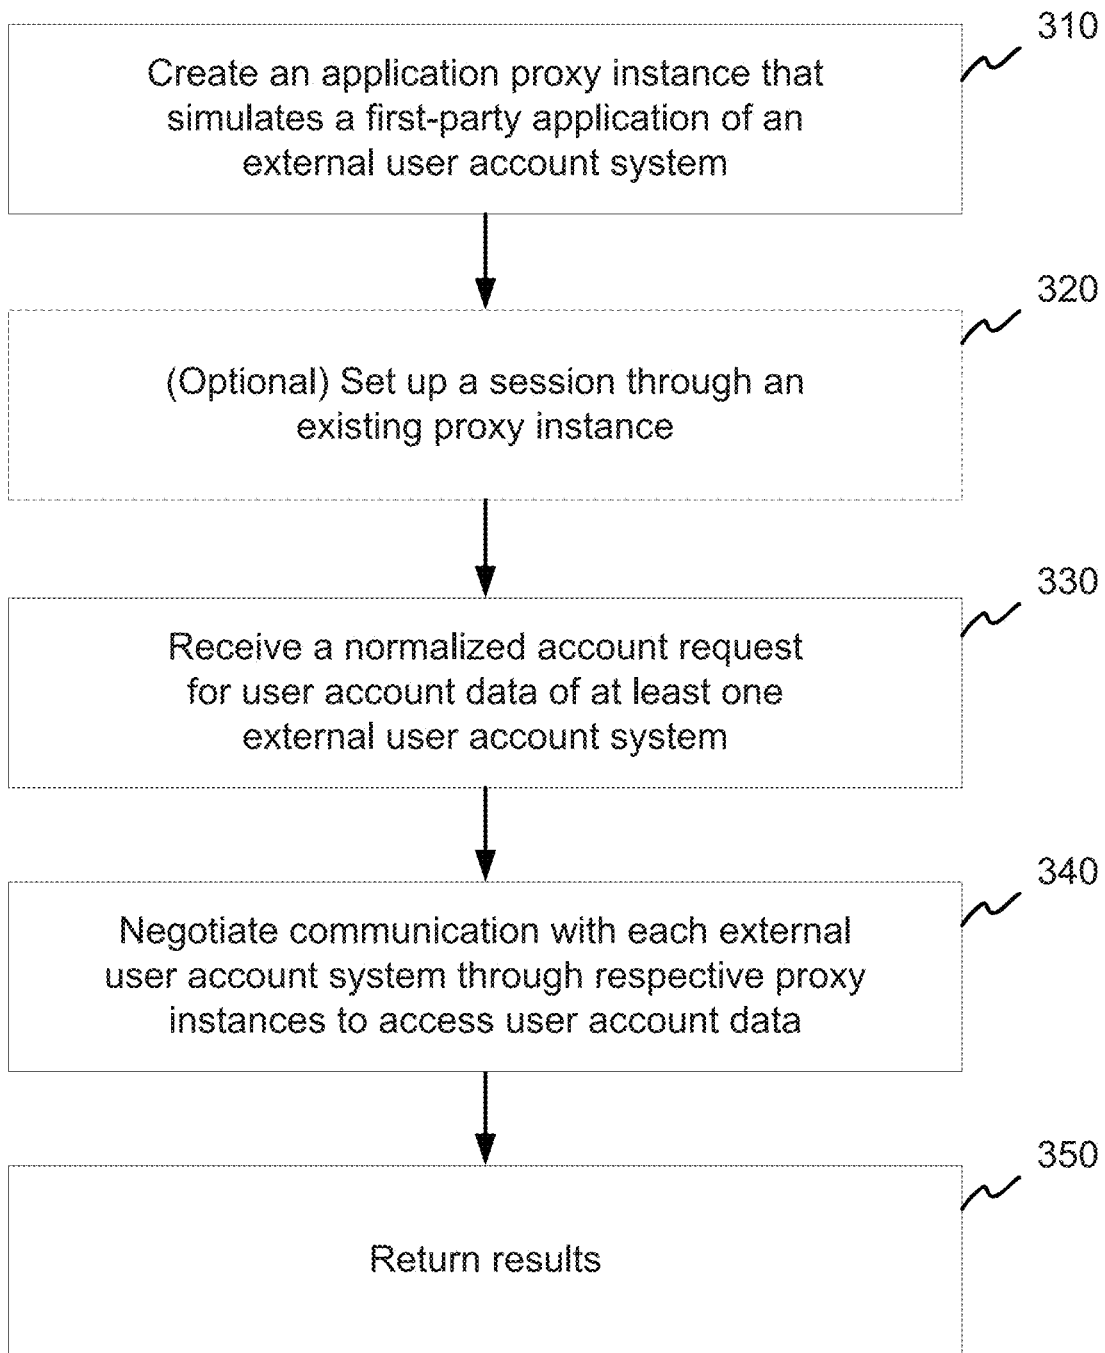 310
Create an application proxy instance that
simulates a first-party application of an
external user account system
320
(Optional) Set up a session through an
existing proxy instance
330
Receive a normalized account request
for user account data of at least one
external user account system
340
Negotiate communication with each external
user account system through respective proxy
instances to access user account data
350
Return results